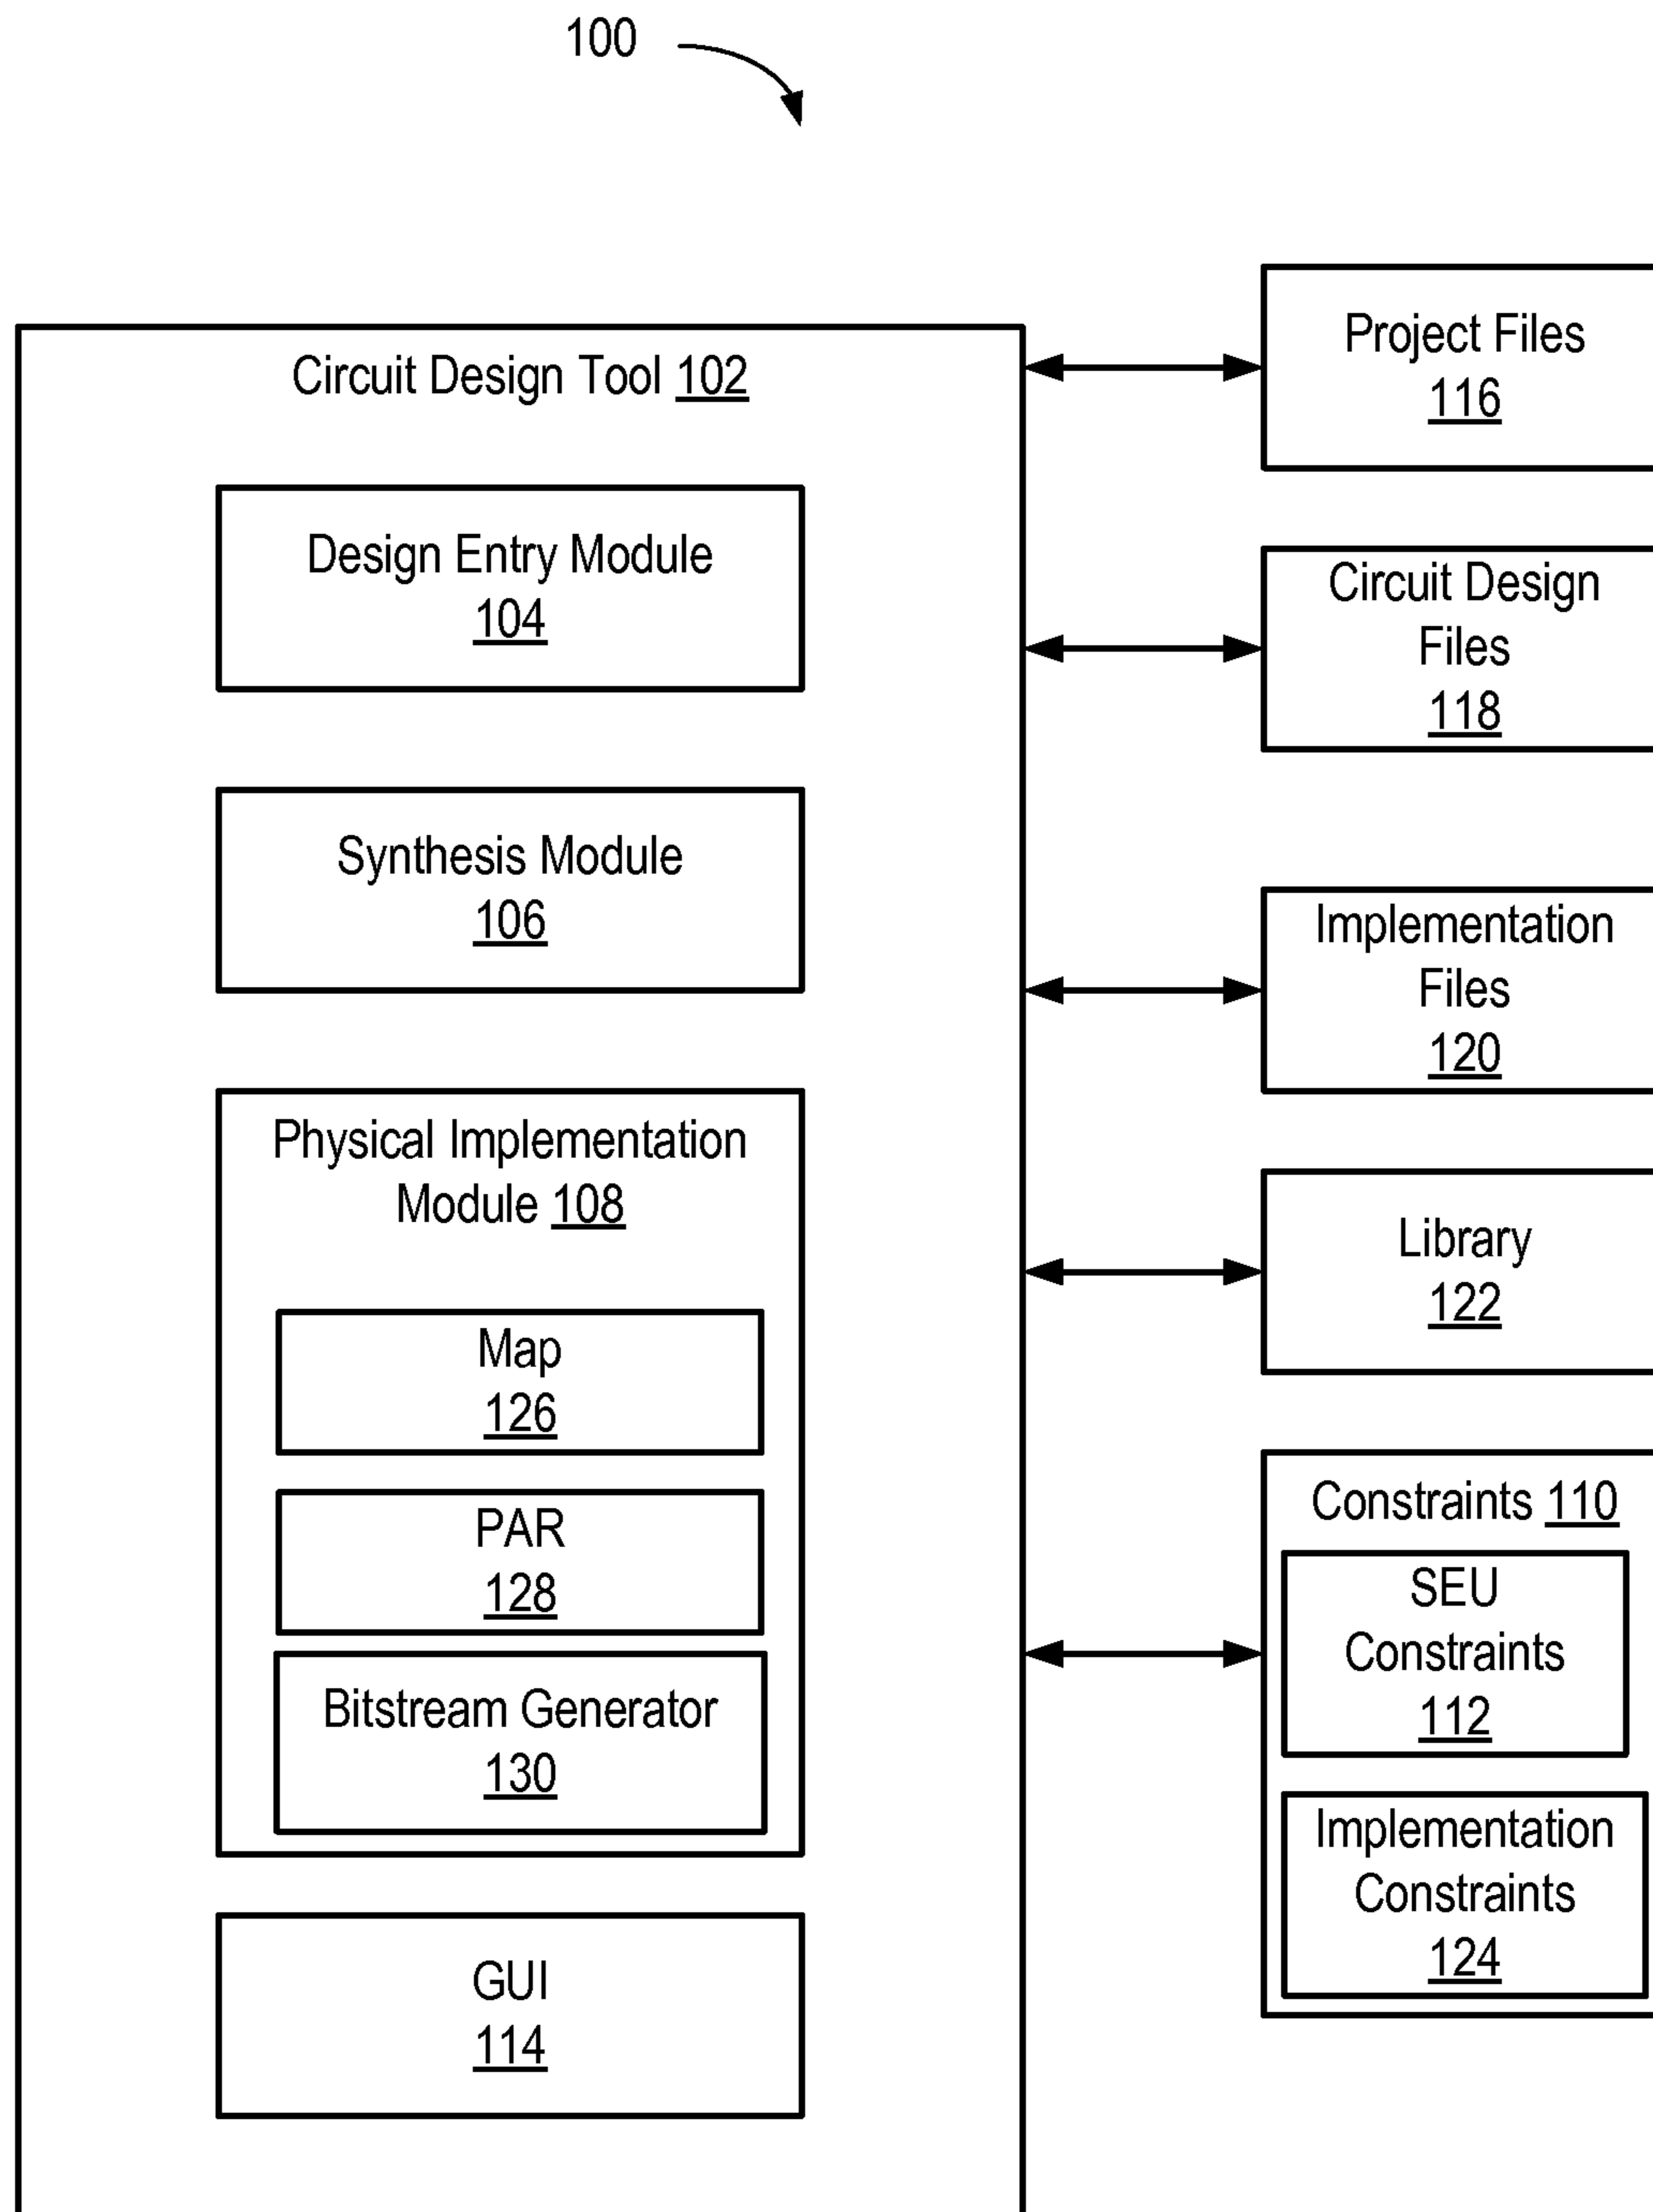 100
Circuit Design Tool 102
Design Entry Module
104
Synthesis Module
106
Physical Implementation
Module 108
Map
126
PAR
128
Bitstream Generator
130
GUI
114
Project Files
116
Circuit Design
Files
118
Implementation
Files
120
Library
122
Constraints 110
SEU
Constraints
112
Implementation
Constraints
124